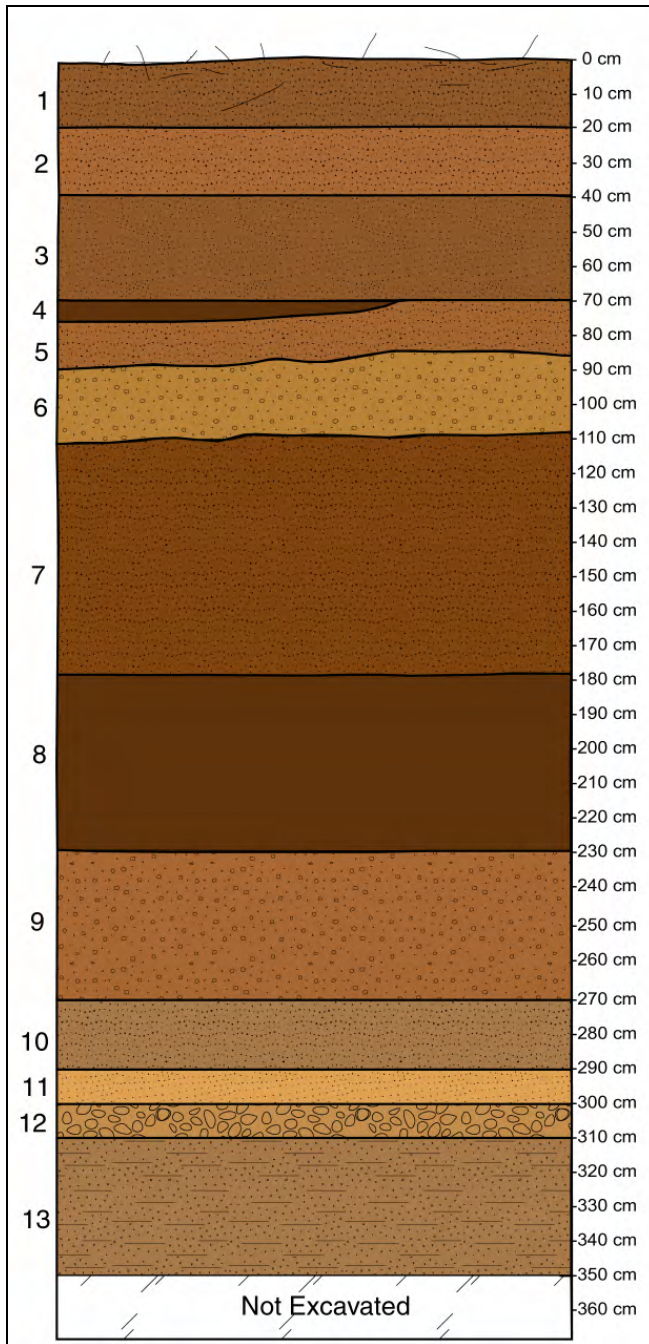 0 cm
1
10 cm
20 cm
2
30 cm
40 cm
50 cm
3
60 cm
70 cm
4
80 cm
5
90 cm
6
100 cm
110 cm
120 cm
130 cm
140 cm
7
150 cm
160 cm
170 cm
180 cm
190 cm
8
200 cm
210 cm
220 cm
230 cm
240 cm
9
250 cm
260 cm
270 cm
10
280 cm
290 cm
11
300 cm
12
310 cm
320 cm
13
330 cm
340 cm
350 cm
Not Excavated
360 cm